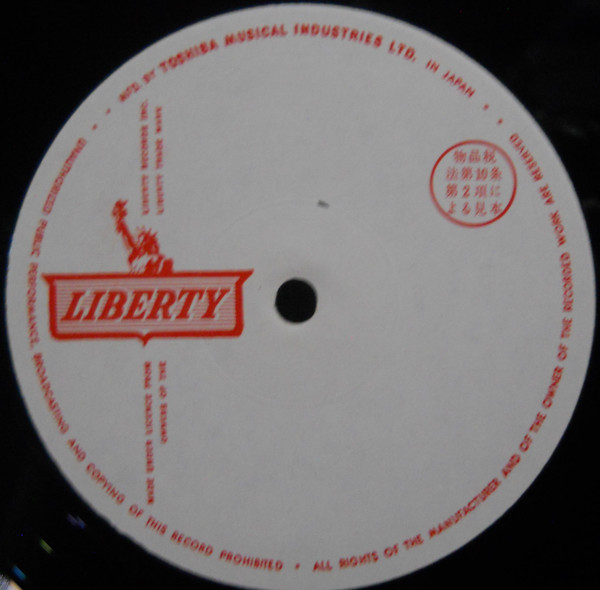 MFD. BY TOSHIBA MUSICAL INDUSTRIES LTD. IN JAPAN
UNAUTHORIZED PUBLIC PERFORMANCE, BROADCASTING AND COPYING OF THIS RECORD PROHIBITED • ALL RIGHTS OF THE MANUFACTURER AND OF THE OWNER OF THE RECORDED WORK ARE RESERVED
物品税
法第10条
第2項に
よる見本
LIBERTY